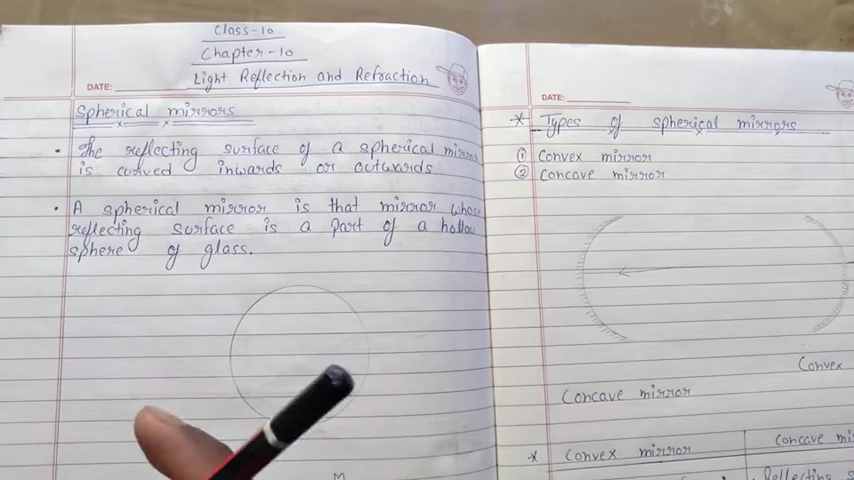 Class-10
Chapter-10
Light Reflection and Refraction
DATE:
Spherical mirrors
• The reflecting surface of a spherical mirror
is curved inwards or outwards
• A spherical mirror is that mirror whose
reflecting surface is a part of a hollow
sphere of glass.
M
DATE:
* Types of spherical mirrors
① Convex mirror
② Concave mirror
Convex
Concave mirror
* Convex mirror
Concave mi
. Reflecting s